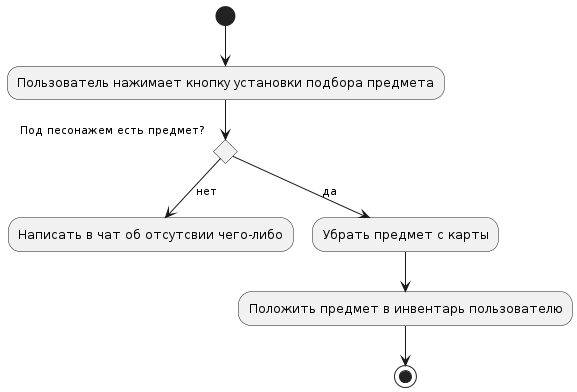 Пользователь нажимает кнопку установки подбора предмета
Под песонажем есть предмет?
нет
да
Написать в чат об отсутсвии чего-либо
Убрать предмет с карты
Положить предмет в инвентарь пользователю